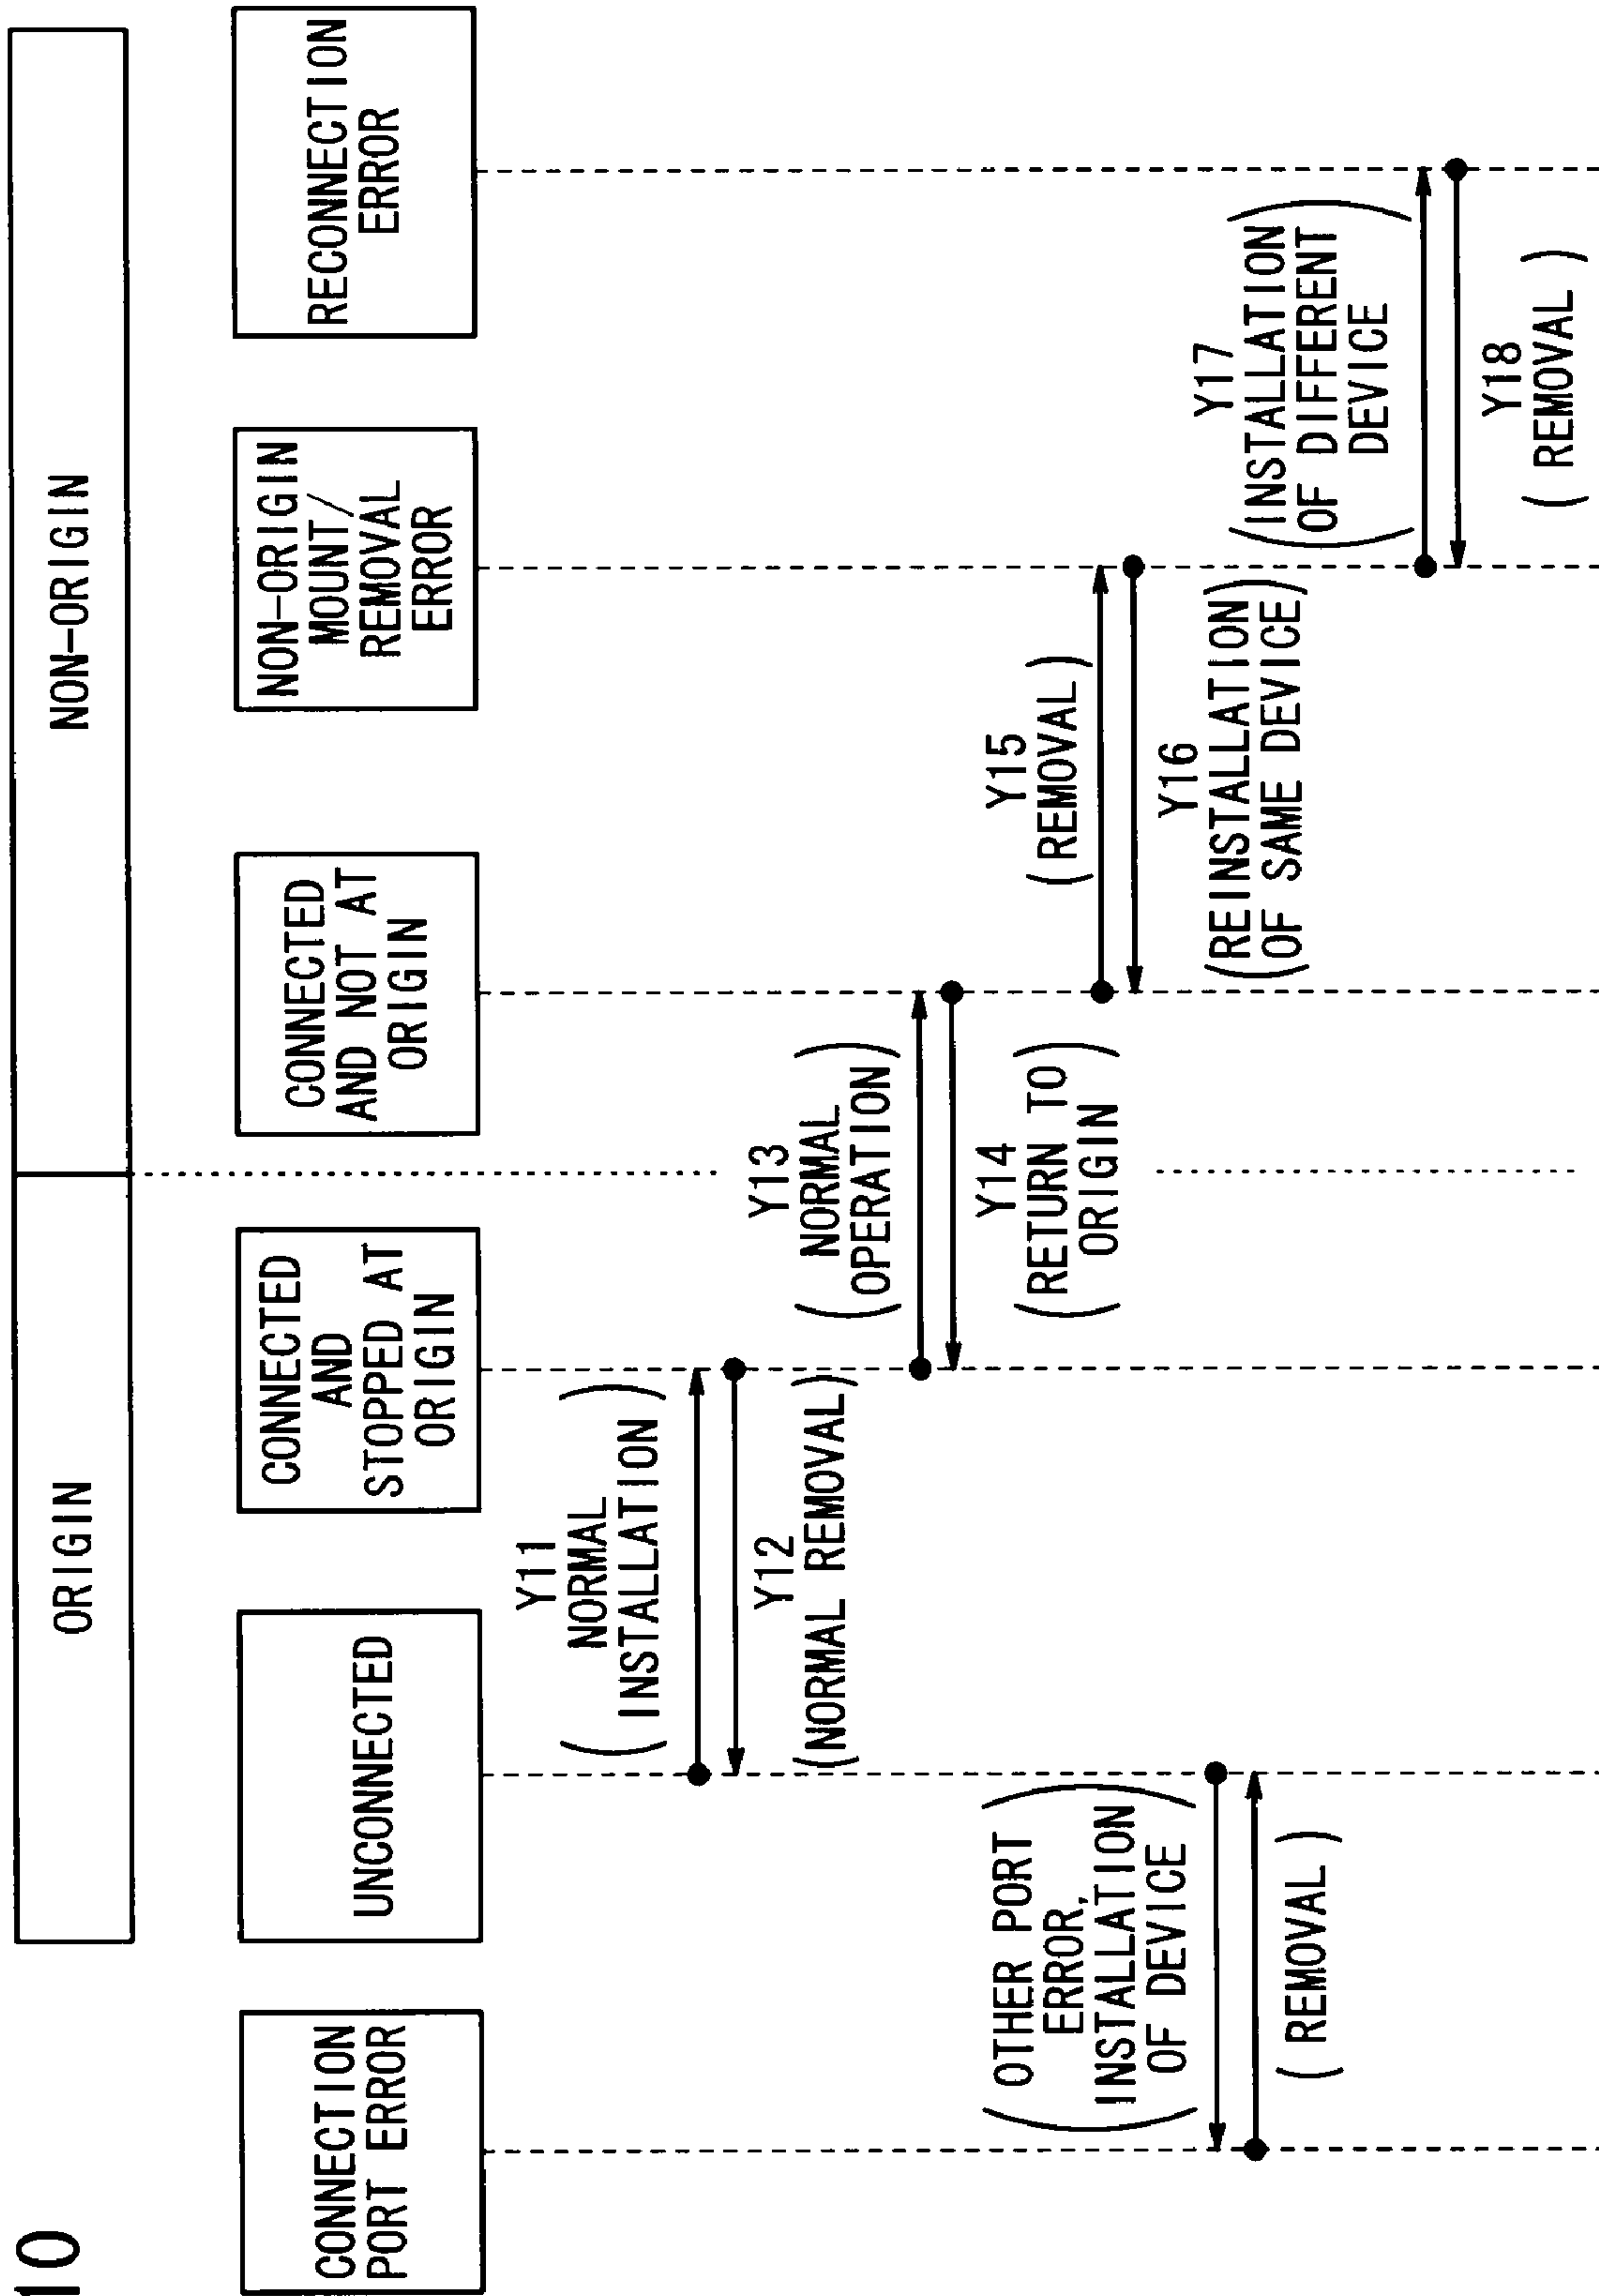 10
ORIGIN
NON-ORIGIN
CONNECTION
PORT ERROR
UNCONNECTED
CONNECTED
AND
STOPPED AT
ORIGIN
CONNECTED
AND NOT AT
ORIGIN
NON-ORIGIN
MOUNT/
REMOVAL
ERROR
RECONNECTION
ERROR
Y11
( NORMAL
INSTALLATION )
Y12
(NORMAL REMOVAL)
Y13
( NORMAL
OPERATION )
Y14
(RETURN TO
ORIGIN )
Y15
(REMOVAL)
Y16
(REINSTALLATION
OF SAME DEVICE)
( OTHER PORT
ERROR,
INSTALLATION
OF DEVICE )
( REMOVAL )
Y17
(INSTALLATION
OF DIFFERENT
DEVICE )
Y18
( REMOVAL )